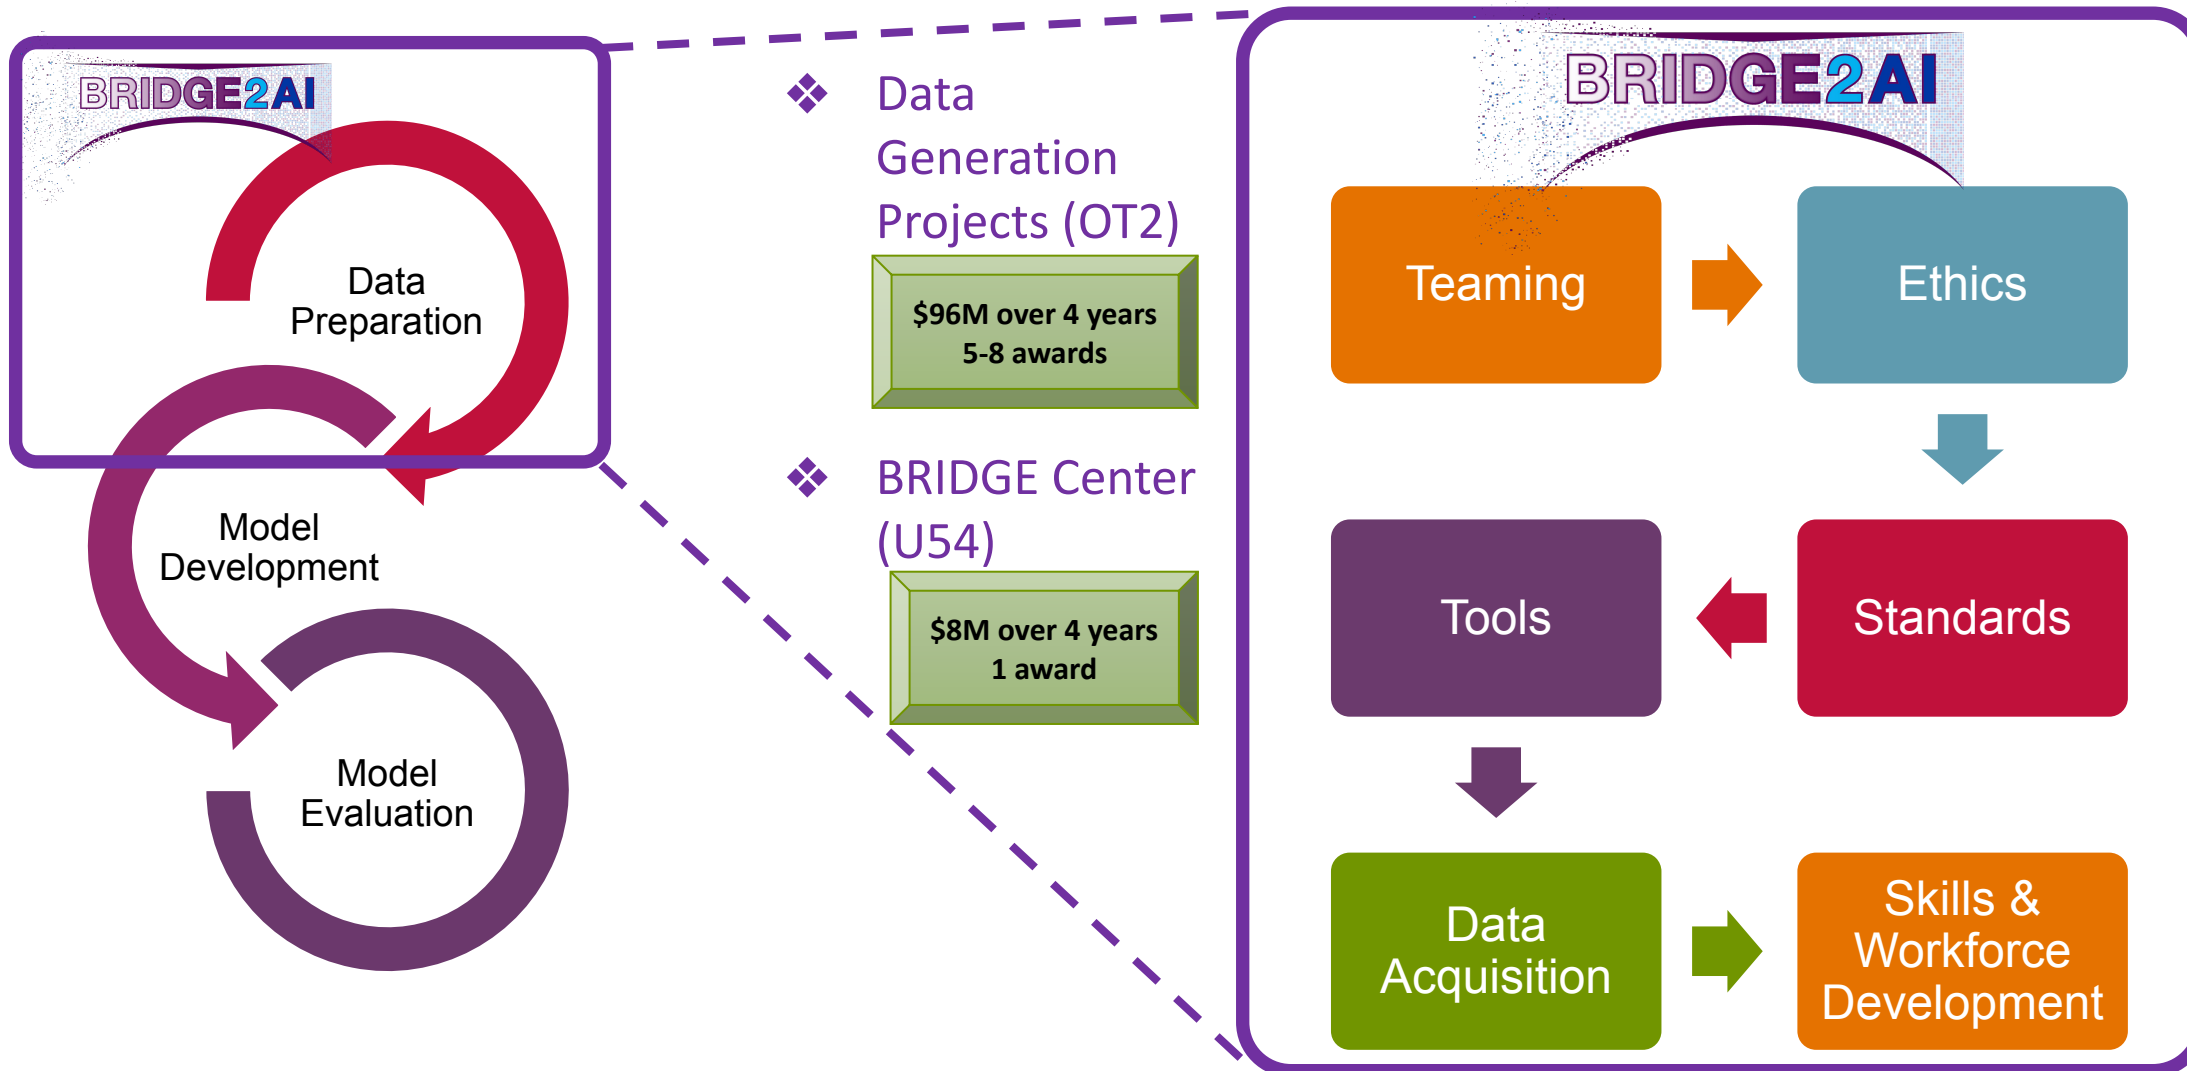 BRIDGE2AI
Data
Preparation
Model
Development
Model
Evaluation
❖ Data
Generation
Projects (OT2)
$96M over 4 years
5-8 awards
❖ BRIDGE Center
(U54)
$8M over 4 years
1 award
BRIDGE2AI
Teaming
Ethics
Standards
Tools
Data
Acquisition
Skills &
Workforce
Development